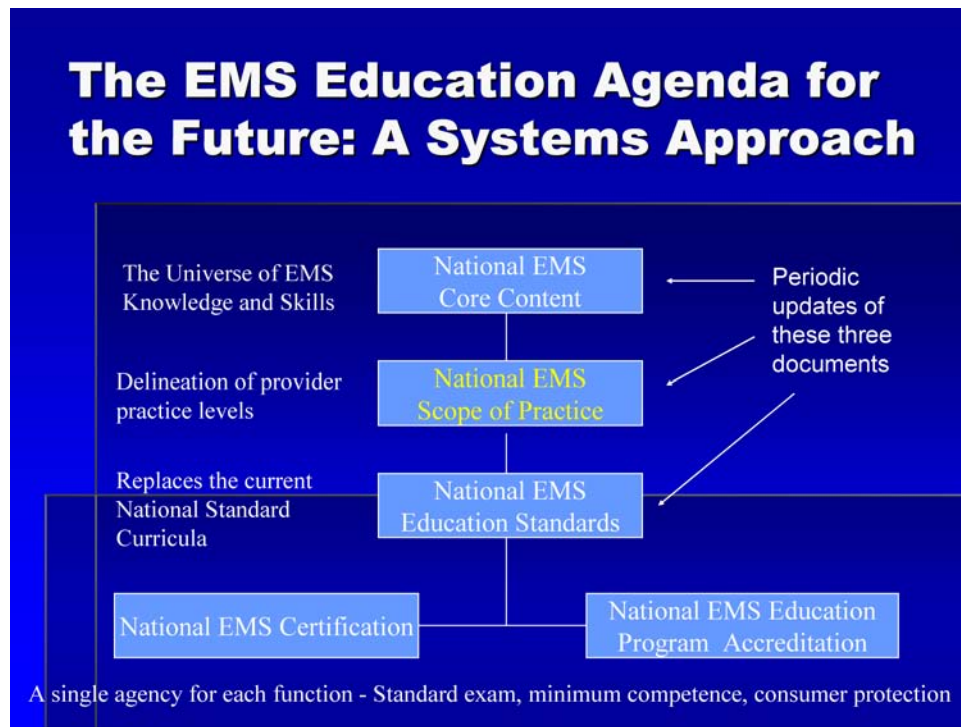 The EMS Education Agenda for
the Future: A Systems Approach
The Universe of EMS
Knowledge and Skills
National EMS
Core Content
Periodic
updates of
these three
documents
Delineation of provider
practice levels
National EMS
Scope of Practice
Replaces the current
National Standard
Curricula
National EMS
Education Standards
National EMS Certification
National EMS Education
Program Accreditation
A single agency for each function - Standard exam, minimum competence, consumer protection